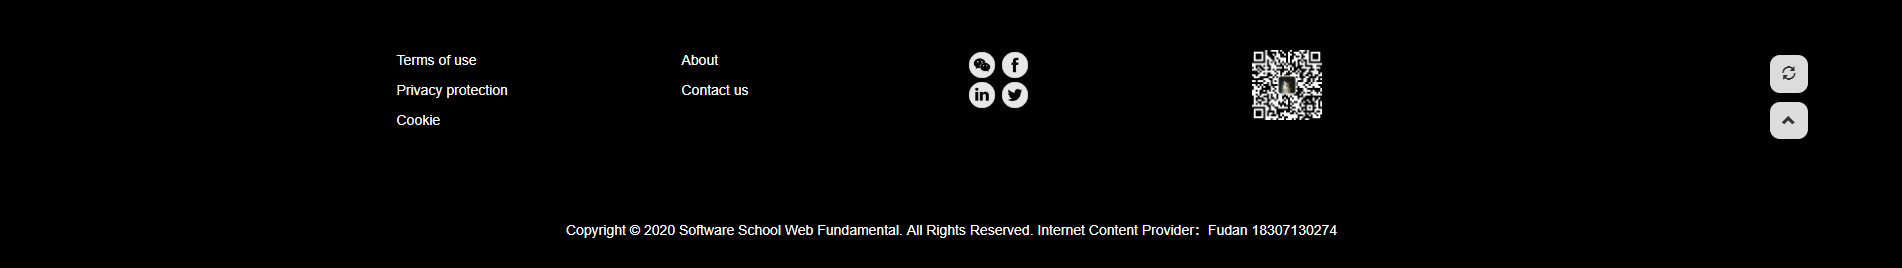 Terms of use
Privacy protection
Cookie
About
Contact us
Copyright © 2020 Software School Web Fundamental. All Rights Reserved. Internet Content Provider：Fudan 18307130274